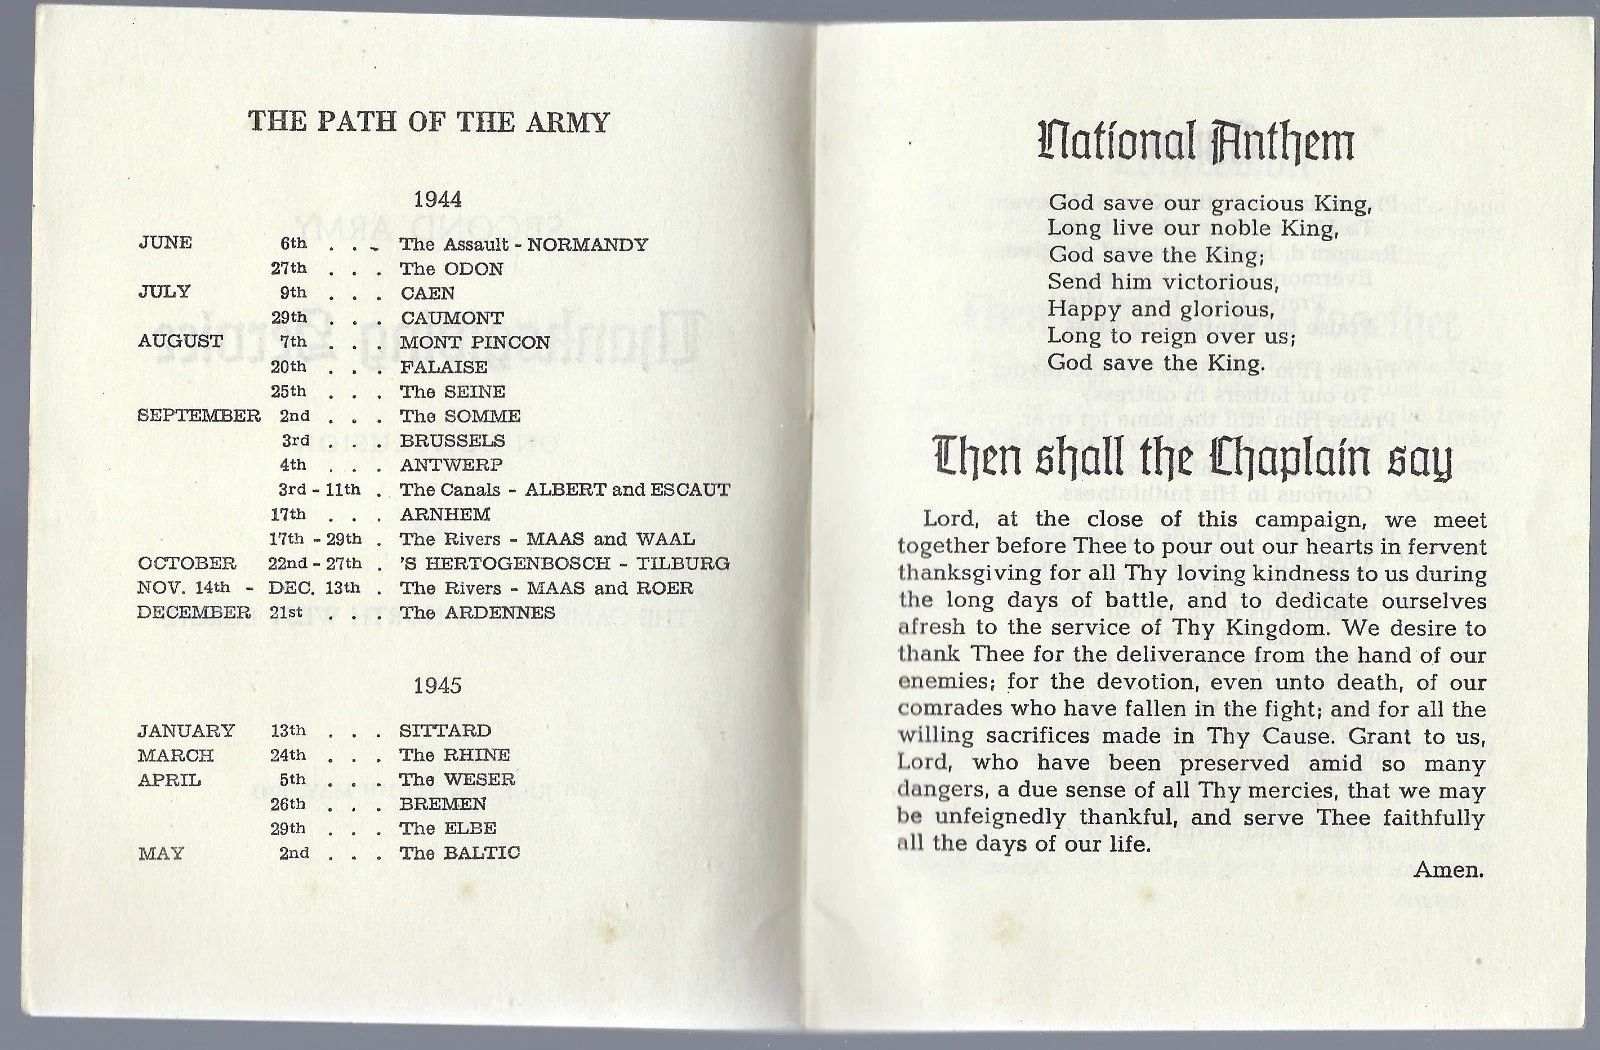 THE PATH OF THE ARMY
1944
JUNE 6th . . . The Assault - NORMANDY
27th . . . The ODON
JULY 9th . . . CAEN
29th . . . CAUMONT
AUGUST 7th . . . MONT PINCON
20th . . . FALAISE
25th . . . The SEINE
SEPTEMBER 2nd . . . The SOMME
3rd . . . BRUSSELS
4th . . . ANTWERP
3rd - 11th . The Canals - ALBERT and ESCAUT
17th . . . ARNHEM
17th - 29th . The Rivers - MAAS and WAAL
OCTOBER 22nd - 27th . 'S HERTOGENBOSCH - TILBURG
NOV. 14th - DEC. 13th . The Rivers - MAAS and ROER
DECEMBER 21st . . . The ARDENNES
1945
JANUARY 13th . . . SITTARD
MARCH 24th . . . The RHINE
APRIL 5th . . . The WESER
26th . . . BREMEN
29th . . . The ELBE
MAY 2nd . . . The BALTIC
National Anthem
God save our gracious King,
Long live our noble King,
God save the King;
Send him victorious,
Happy and glorious,
Long to reign over us;
God save the King.
Then shall the Chaplain say
Lord, at the close of this campaign, we meet
together before Thee to pour out our hearts in fervent
thanksgiving for all Thy loving kindness to us during
the long days of battle, and to dedicate ourselves
afresh to the service of Thy Kingdom. We desire to
thank Thee for the deliverance from the hand of our
enemies; for the devotion, even unto death, of our
comrades who have fallen in the fight; and for all the
willing sacrifices made in Thy Cause. Grant to us,
Lord, who have been preserved amid so many
dangers, a due sense of all Thy mercies, that we may
be unfeignedly thankful, and serve Thee faithfully
all the days of our life.
Amen.